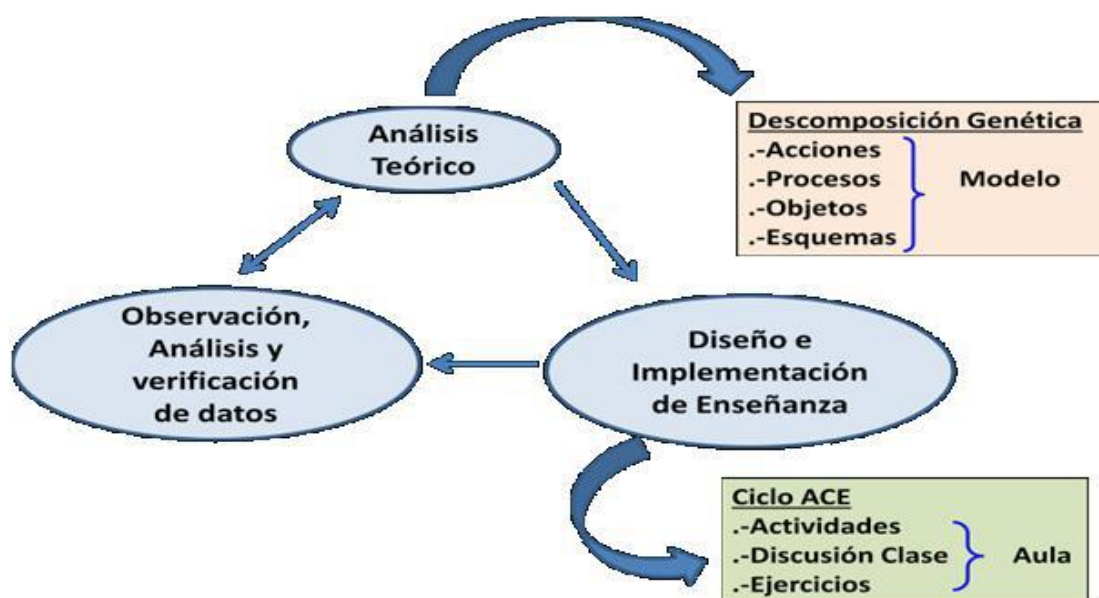 Análisis
Teórico
Descomposición Genética
.-Acciones
.-Procesos
.-Objetos
.-Esquemas
Modelo
Observación,
Análisis y
verificación
de datos
Diseño e
Implementación
de Enseñanza
Ciclo ACE
.-Actividades
.-Discusión Clase
.-Ejercicios
Aula